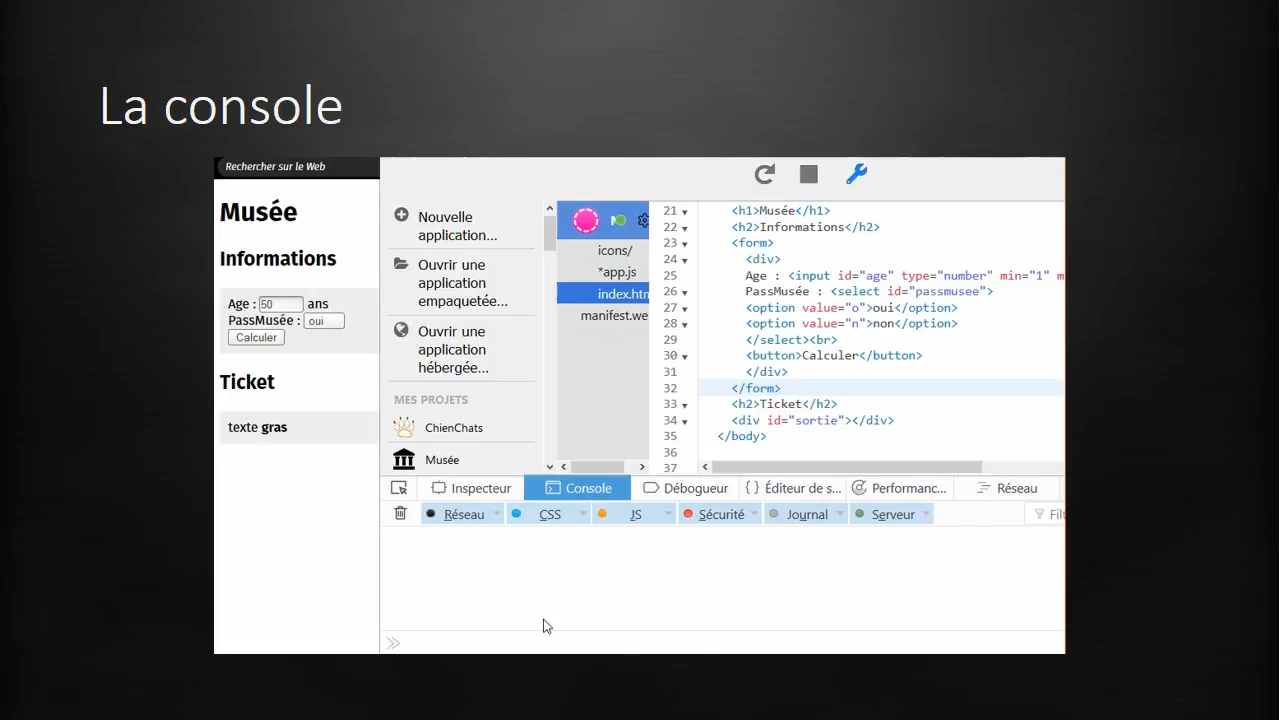 La console
Rechercher sur le Web
Musée
Informations
Age : 50 ans
PassMusée : oui
Calculer
Ticket
texte gras
Nouvelle
application...
Ouvrir une
application
empaquetée...
Ouvrir une
application
hébergée...
MES PROJETS
ChienChats
Musée
icons/
*app.js
index.htm
manifest.we
21 <h1>Musée</h1>
22 <h2>Informations</h2>
23 <form>
24 <div>
25 Age : <input id="age" type="number" min="1" m
26 PassMusée : <select id="passmusee">
27 <option value="o">oui</option>
28 <option value="n">non</option>
29 </select><br>
30 <button>Calculer</button>
31 </div>
32 </form>
33 <h2>Ticket</h2>
34 <div id="sortie"></div>
35 </body>
36
37
Inspecteur Console Débogueur { } Éditeur de s... Performanc... Réseau
Réseau CSS JS Sécurité Journal Serveur Filt